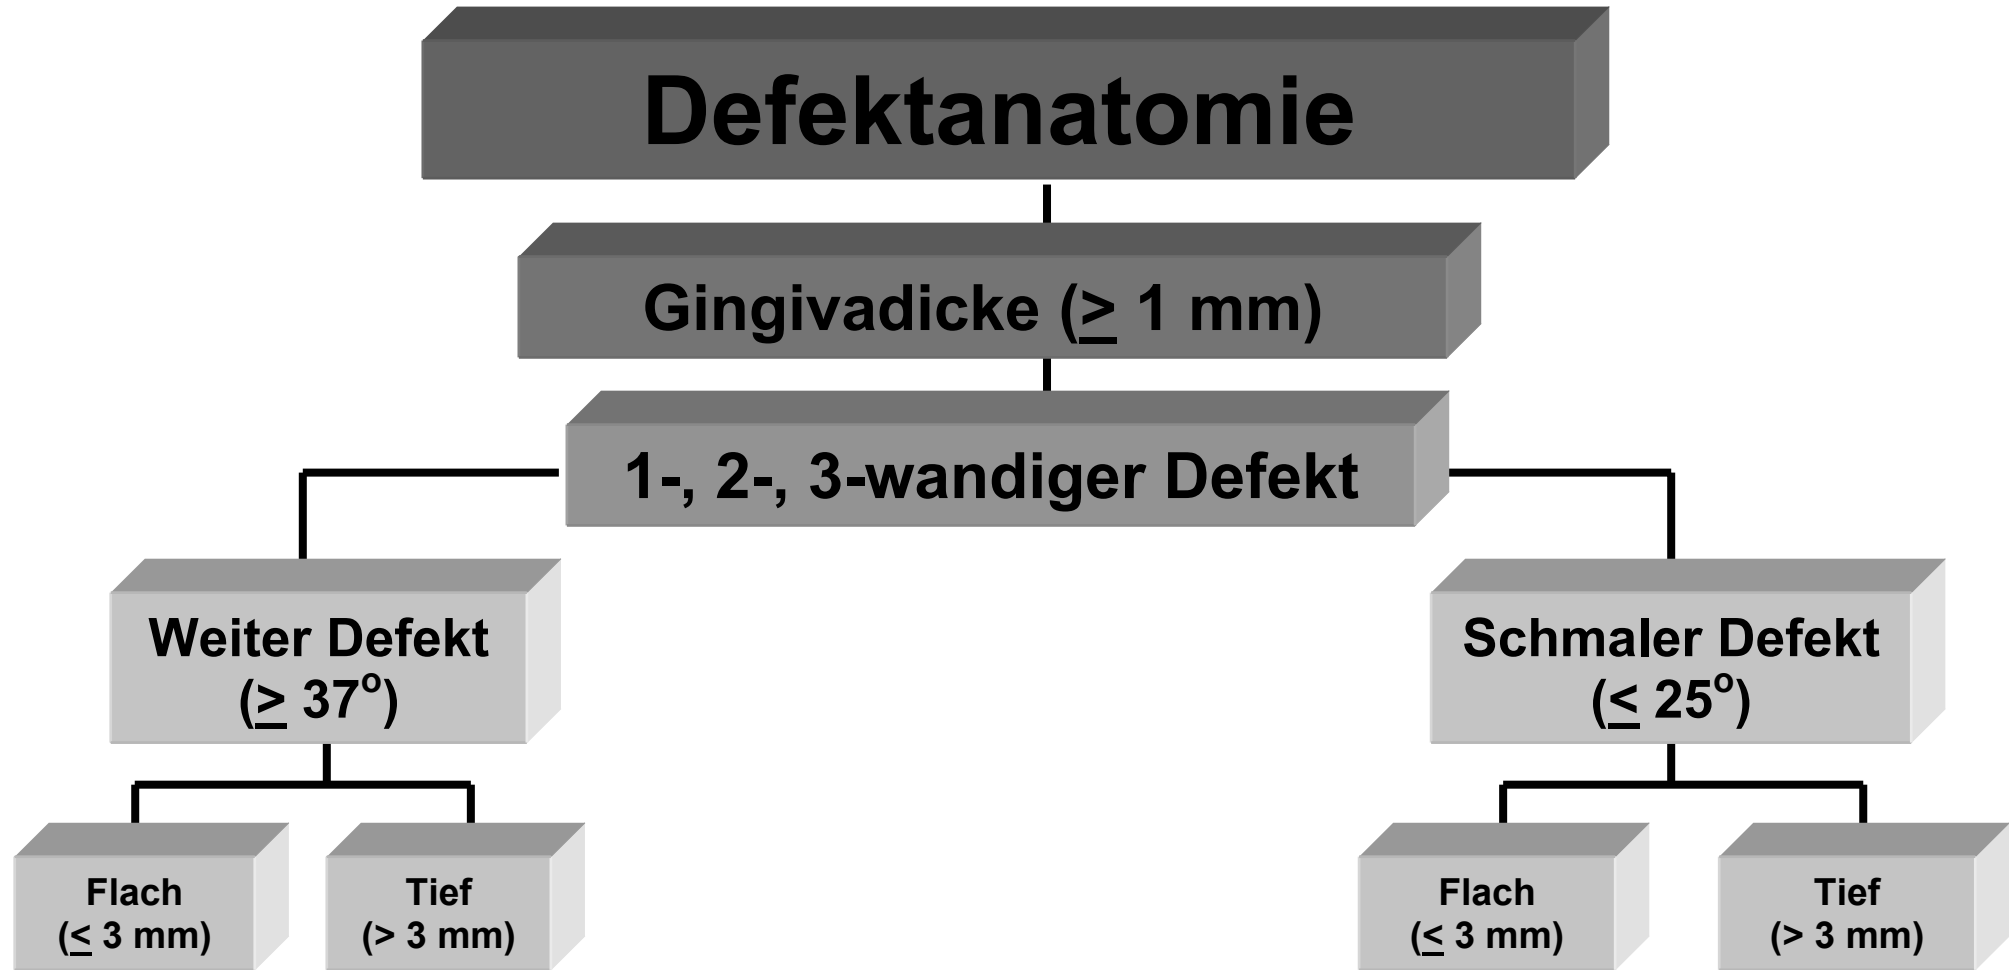 Defektanatomie
Gingivadicke (≥ 1 mm)
1-, 2-, 3-wandiger Defekt
Weiter Defekt
(≥ 37°)
Schmaler Defekt
(≤ 25°)
Flach
(≤ 3 mm)
Tief
(> 3 mm)
Flach
(≤ 3 mm)
Tief
(> 3 mm)